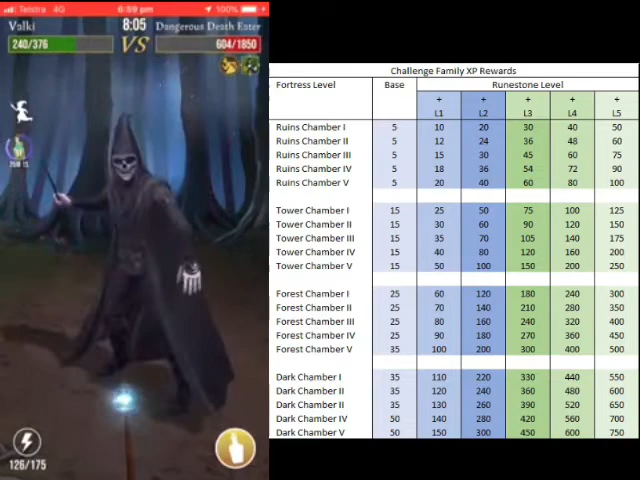 Telstra 4G 6:59 pm 100%
Valki 8:05 Dangerous Death Eater
240/376 VS 604/1850
126/175
Challenge Family XP Rewards
Fortress Level Base Runestone Level
+ + + + +
L1 L2 L3 L4 L5
Ruins Chamber I 5 10 20 30 40 50
Ruins Chamber II 5 12 24 36 48 60
Ruins Chamber III 5 15 30 45 60 75
Ruins Chamber IV 5 18 36 54 72 90
Ruins Chamber V 5 20 40 60 80 100
Tower Chamber I 15 25 50 75 100 125
Tower Chamber II 15 30 60 90 120 150
Tower Chamber III 15 35 70 105 140 175
Tower Chamber IV 15 40 80 120 160 200
Tower Chamber V 15 50 100 150 200 250
Forest Chamber I 25 60 120 180 240 300
Forest Chamber II 25 70 140 210 280 350
Forest Chamber III 25 80 160 240 320 400
Forest Chamber IV 25 90 180 270 360 450
Forest Chamber V 35 100 200 300 400 500
Dark Chamber I 35 110 220 330 440 550
Dark Chamber II 35 120 240 360 480 600
Dark Chamber II 35 130 260 390 520 650
Dark Chamber IV 50 140 280 420 560 700
Dark Chamber V 50 150 300 450 600 750